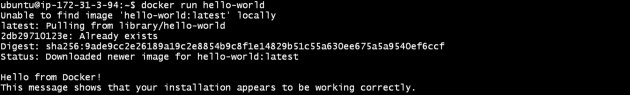 ubuntu@ip-172-31-3-94:~$ docker run hello-world
Unable to find image 'hello-world:latest' locally
latest: Pulling from library/hello-world
2db29710123e: Already exists
Digest: sha256:9ade9cc2e26189a19c2e8854b9c8f1e14829b51c55a630ee675a5a9540ef6ccf
Status: Downloaded newer image for hello-world:latest

Hello from Docker!
This message shows that your installation appears to be working correctly.